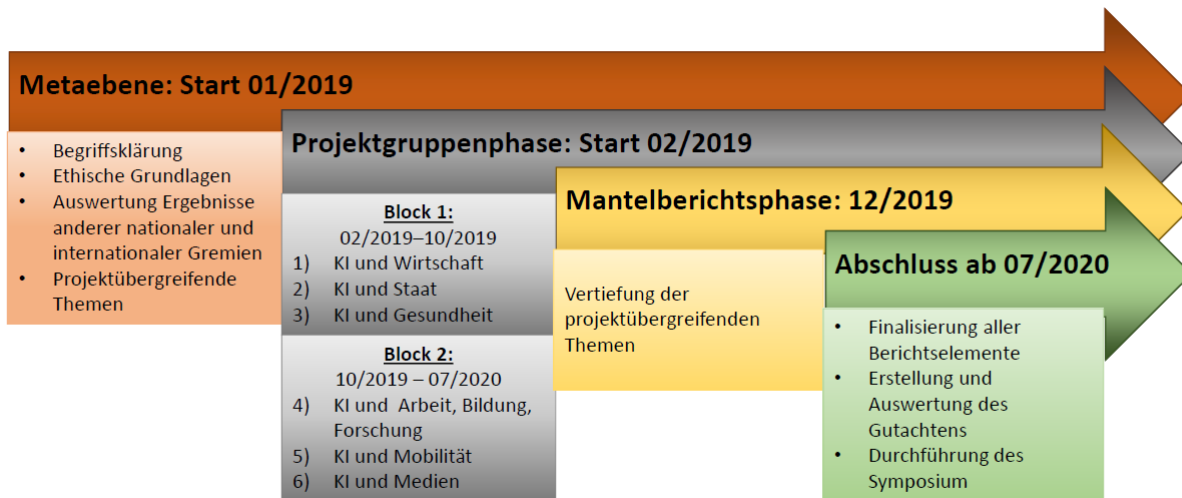 Metaebene: Start 01/2019
• Begriffsklärung
• Ethische Grundlagen
• Auswertung Ergebnisse
anderer nationaler und
internationaler Gremien
• Projektübergreifende
Themen
Projektgruppenphase: Start 02/2019
Block 1:
02/2019–10/2019
1) KI und Wirtschaft
2) KI und Staat
3) KI und Gesundheit
Block 2:
10/2019 – 07/2020
4) KI und Arbeit, Bildung,
Forschung
5) KI und Mobilität
6) KI und Medien
Mantelberichtsphase: 12/2019
Vertiefung der
projektübergreifenden
Themen
Abschluss ab 07/2020
• Finalisierung aller
Berichtselemente
• Erstellung und
Auswertung des
Gutachtens
• Durchführung des
Symposium